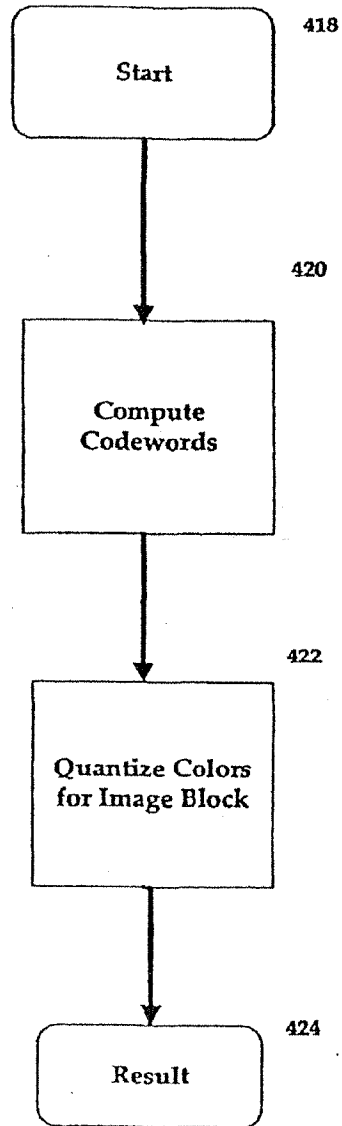 418
Start
420
Compute
Codewords
422
Quantize Colors
for Image Block
424
Result